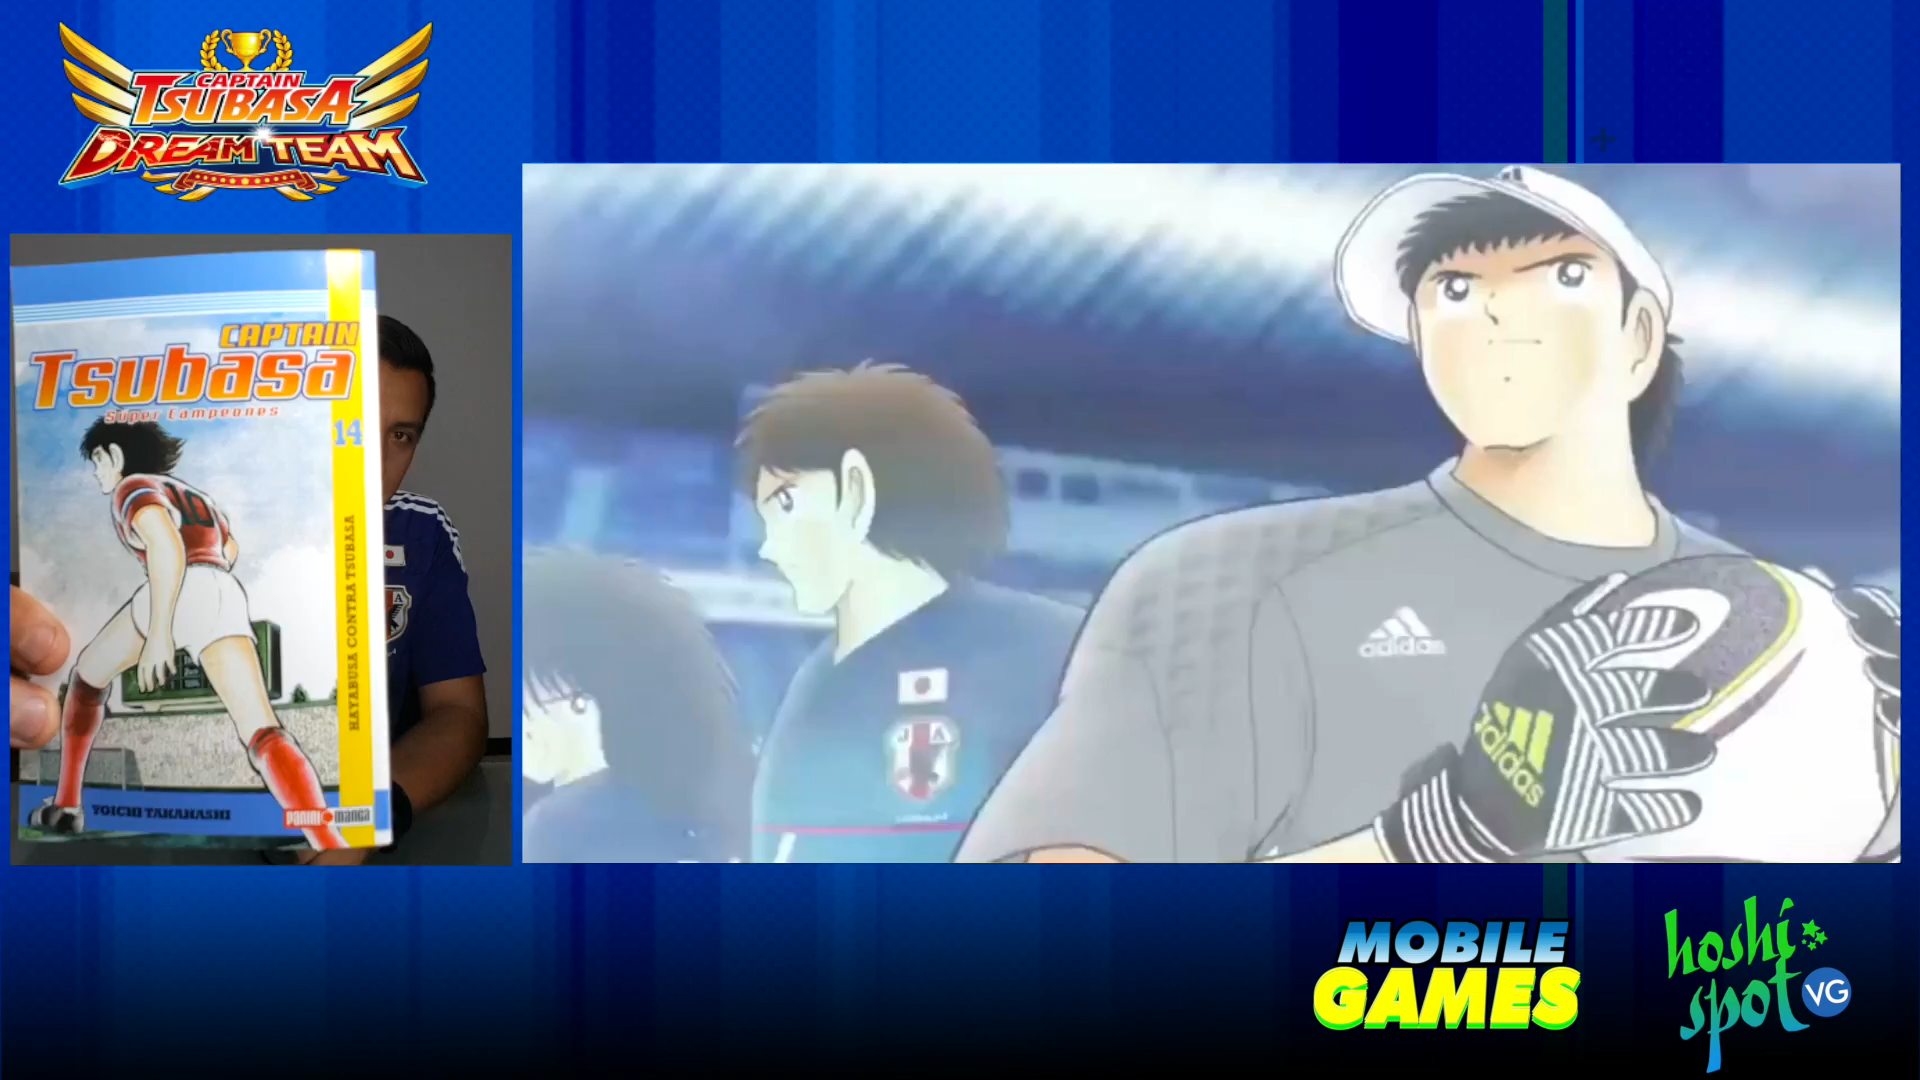 CAPTAIN
TSUBASA
DREAM TEAM
CAPTAIN
Tsubasa
Super Campeones
14
10
HAYABUSA CONTRA TSUBASA
YOICHI TAKAHASHI
PANINI manga
adidas
adidas
JFA
MOBILE
GAMES
hoshi
spot
VG